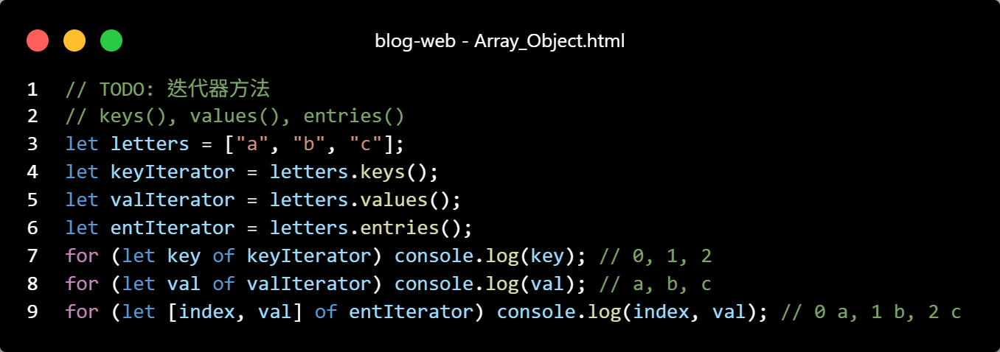 blog-web - Array_Object.html
1 // TODO: 迭代器方法
2 // keys(), values(), entries()
3 let letters = ["a", "b", "c"];
4 let keyIterator = letters.keys();
5 let valIterator = letters.values();
6 let entIterator = letters.entries();
7 for (let key of keyIterator) console.log(key); // 0, 1, 2
8 for (let val of valIterator) console.log(val); // a, b, c
9 for (let [index, val] of entIterator) console.log(index, val); // 0 a, 1 b, 2 c